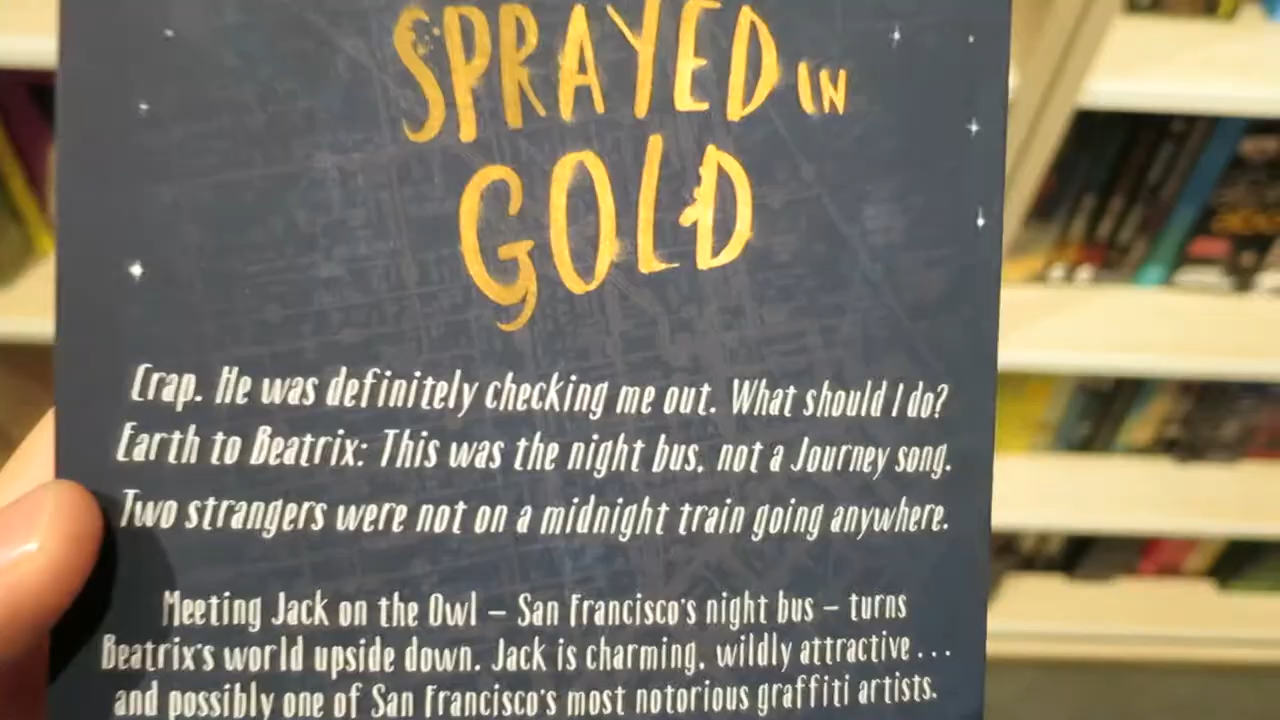 SPRAYED IN
GOLD
Crap. He was definitely checking me out. What should I do?
Earth to Beatrix: This was the night bus, not a Journey song.
Two strangers were not on a midnight train going anywhere.
Meeting Jack on the Owl – San Francisco's night bus – turns
Beatrix's world upside down. Jack is charming, wildly attractive...
and possibly one of San Francisco's most notorious graffiti artists.